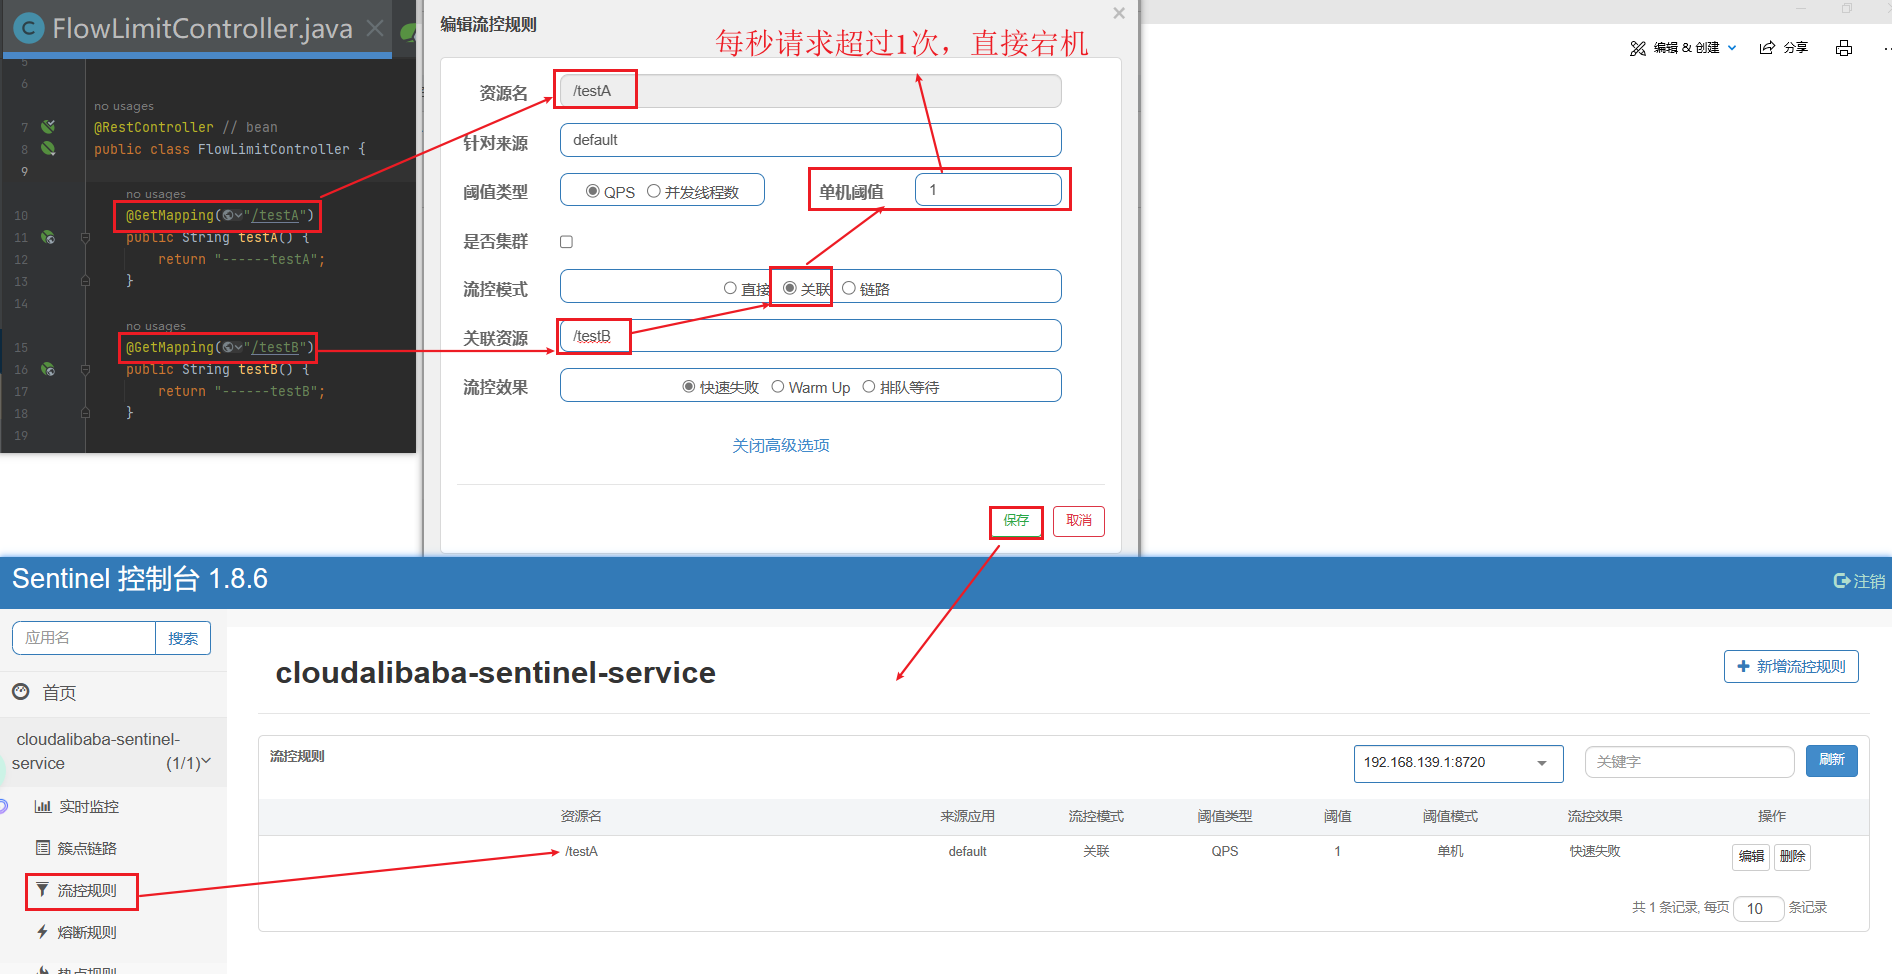 FlowLimitController.java
5
6
no usages
7 @RestController // bean
8 public class FlowLimitController {
9
no usages
10 @GetMapping("/testA")
11 public String testA() {
12 return "------testA";
13 }
14
no usages
15 @GetMapping("/testB")
16 public String testB() {
17 return "------testB";
18 }
19
编辑流控规则
×
每秒请求超过1次，直接宕机
资源名 /testA
针对来源 default
阈值类型 QPS 并发线程数 单机阈值 1
是否集群
流控模式 直接 关联 链路
关联资源 /testB
流控效果 快速失败 Warm Up 排队等待
关闭高级选项
保存 取消
编辑 & 创建 分享
Sentinel 控制台 1.8.6
注销
应用名 搜索
首页
cloudalibaba-sentinel-
service (1/1)
实时监控
簇点链路
流控规则
熔断规则
热点规则
cloudalibaba-sentinel-service
+ 新增流控规则
流控规则 192.168.139.1:8720 关键字 刷新
资源名 来源应用 流控模式 阈值类型 阈值 阈值模式 流控效果 操作
/testA default 关联 QPS 1 单机 快速失败 编辑 删除
共 1 条记录, 每页 10 条记录